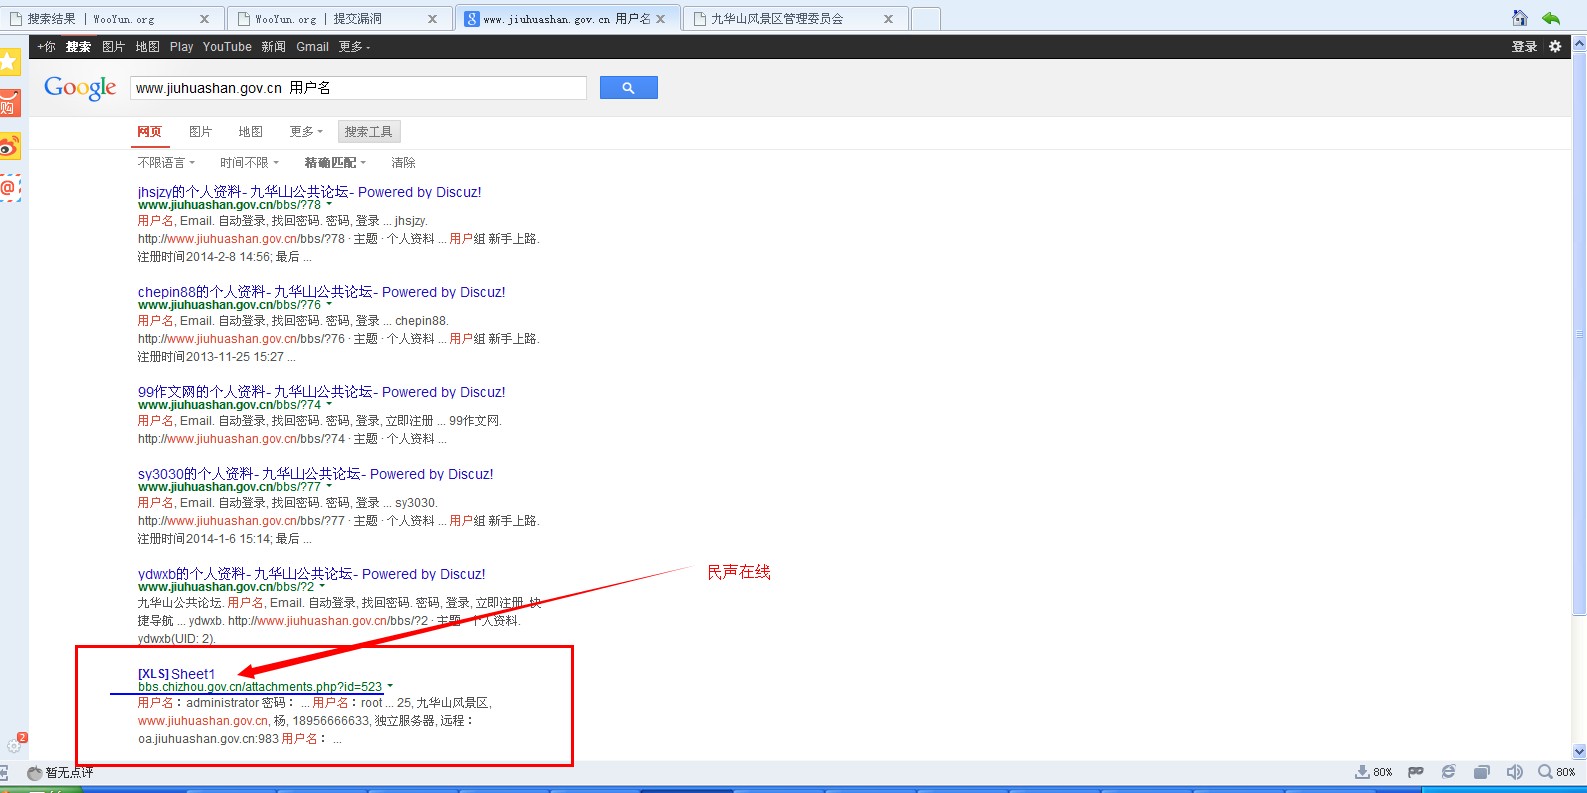 搜索结果 | WooYun.org
WooYun.org | 提交漏洞
www.jiuhuashan.gov.cn 用户名
九华山风景区管理委员会
+你 搜索 图片 地图 Play YouTube 新闻 Gmail 更多
登录
Google
www.jiuhuashan.gov.cn 用户名
网页 图片 地图 更多 搜索工具
不限语言 时间不限 精确匹配 清除
jhsjzy的个人资料- 九华山公共论坛- Powered by Discuz!
www.jiuhuashan.gov.cn/bbs/?78
用户名, Email. 自动登录, 找回密码. 密码, 登录 ... jhsjzy.
http://www.jiuhuashan.gov.cn/bbs/?78 · 主题 · 个人资料 ... 用户组 新手上路.
注册时间2014-2-8 14:56; 最后 ...
chepin88的个人资料- 九华山公共论坛- Powered by Discuz!
www.jiuhuashan.gov.cn/bbs/?76
用户名, Email. 自动登录, 找回密码. 密码, 登录 ... chepin88.
http://www.jiuhuashan.gov.cn/bbs/?76 · 主题 · 个人资料 ... 用户组 新手上路.
注册时间2013-11-25 15:27 ...
99作文网的个人资料- 九华山公共论坛- Powered by Discuz!
www.jiuhuashan.gov.cn/bbs/?74
用户名, Email. 自动登录, 找回密码. 密码, 登录, 立即注册 ... 99作文网.
http://www.jiuhuashan.gov.cn/bbs/?74 · 主题 · 个人资料 ...
sy3030的个人资料- 九华山公共论坛- Powered by Discuz!
www.jiuhuashan.gov.cn/bbs/?77
用户名, Email. 自动登录, 找回密码. 密码, 登录 ... sy3030.
http://www.jiuhuashan.gov.cn/bbs/?77 · 主题 · 个人资料 ... 用户组 新手上路.
注册时间2014-1-6 15:14; 最后 ...
ydwxb的个人资料- 九华山公共论坛- Powered by Discuz!
www.jiuhuashan.gov.cn/bbs/?2
民声在线
九华山公共论坛. 用户名, Email. 自动登录, 找回密码. 密码, 登录, 立即注册. 快
捷导航 ... ydwxb. http://www.jiuhuashan.gov.cn/bbs/?2 · 主题 · 个人资料.
ydwxb(UID: 2).
[XLS] Sheet1
bbs.chizhou.gov.cn/attachments.php?id=523
用户名：administrator 密码： ... 用户名：root ... 25, 九华山风景区,
www.jiuhuashan.gov.cn, 杨, 18956666633, 独立服务器, 远程：
oa.jiuhuashan.gov.cn:983 用户名： ...
购
@
2
暂无点评
80%
80%